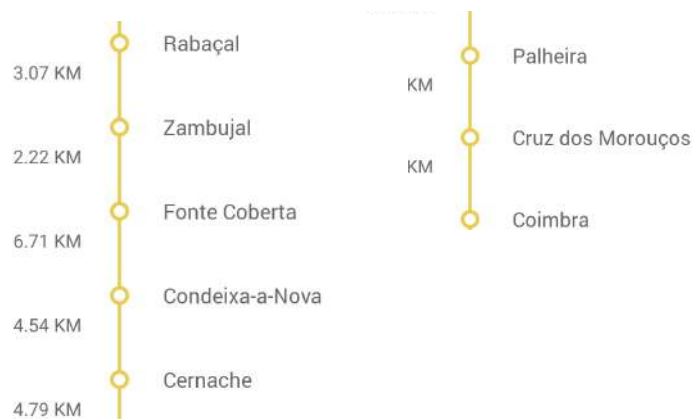 Rabaçal
3.07 KM
Zambujal
2.22 KM
Fonte Coberta
6.71 KM
Condeixa-a-Nova
4.54 KM
Cernache
4.79 KM
Palheira
KM
Cruz dos Morouços
KM
Coimbra